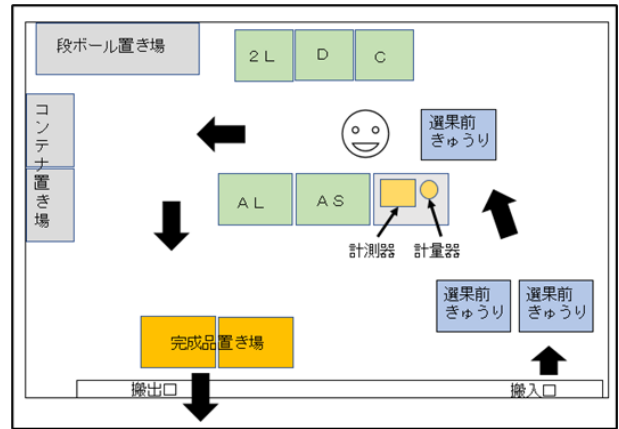 段ボール置き場
２Ｌ
Ｄ
Ｃ
コンテナ置き場
選果前
きゅうり
ＡＬ
ＡＳ
計測器
計量器
選果前
きゅうり
選果前
きゅうり
完成品置き場
搬出口
搬入口